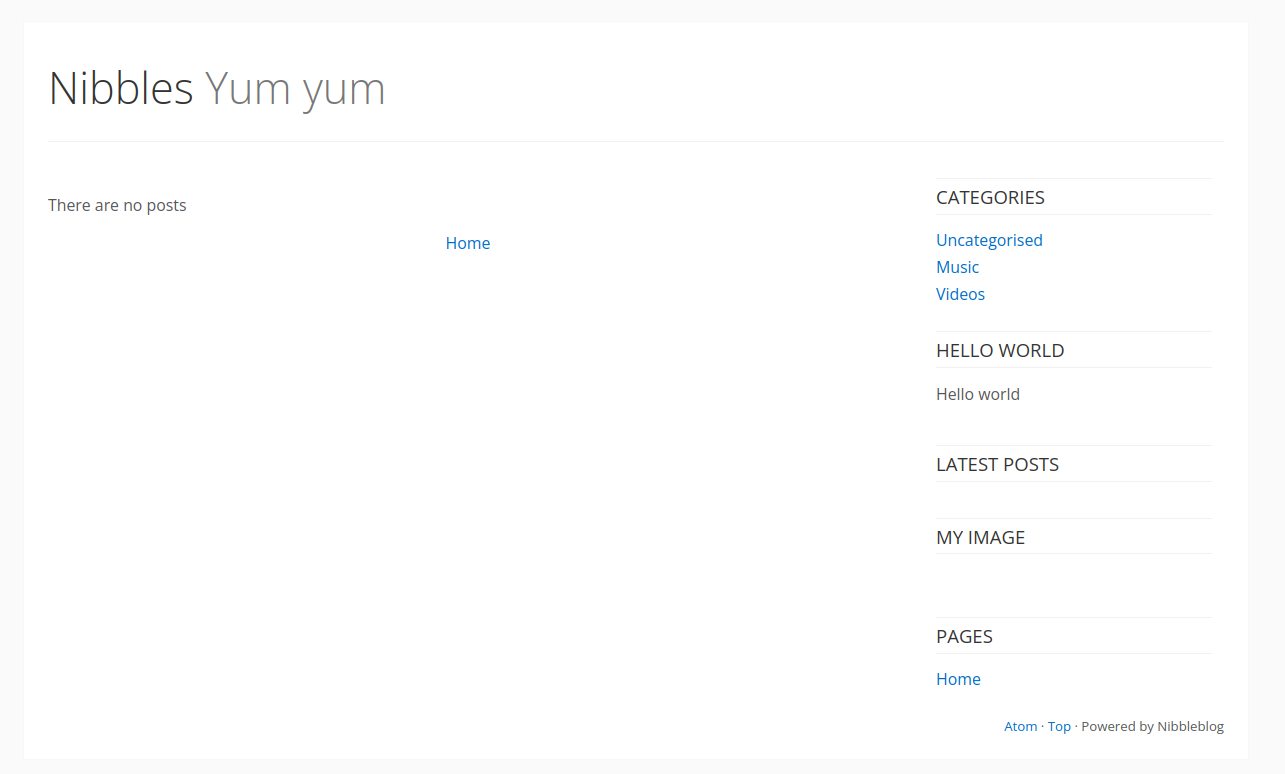 Nibbles Yum yum
There are no posts
Home
CATEGORIES
Uncategorised
Music
Videos
HELLO WORLD
Hello world
LATEST POSTS
MY IMAGE
PAGES
Home
Atom · Top · Powered by Nibbleblog